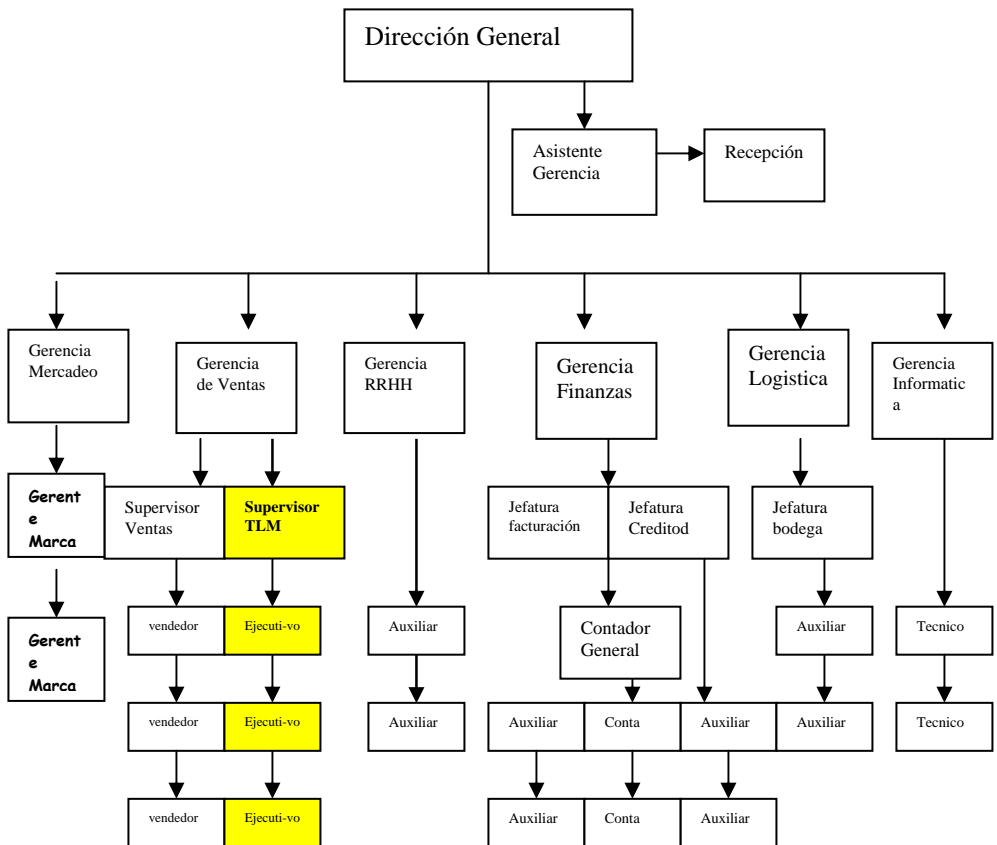 Dirección General
Asistente
Gerencia
Recepción
Gerencia
Mercadeo
Gerencia
de Ventas
Gerencia
RRHH
Gerencia
Finanzas
Gerencia
Logistica
Gerencia
Informatic
a
Gerent
e
Marca
Supervisor
Ventas
Supervisor
TLM
Jefatura
facturación
Jefatura
Creditod
Jefatura
bodega
Gerent
e
Marca
vendedor
Ejecuti-vo
Auxiliar
Contador
General
Auxiliar
Tecnico
vendedor
Ejecuti-vo
Auxiliar
Auxiliar
Conta
Auxiliar
Auxiliar
Tecnico
vendedor
Ejecuti-vo
Auxiliar
Conta
Auxiliar